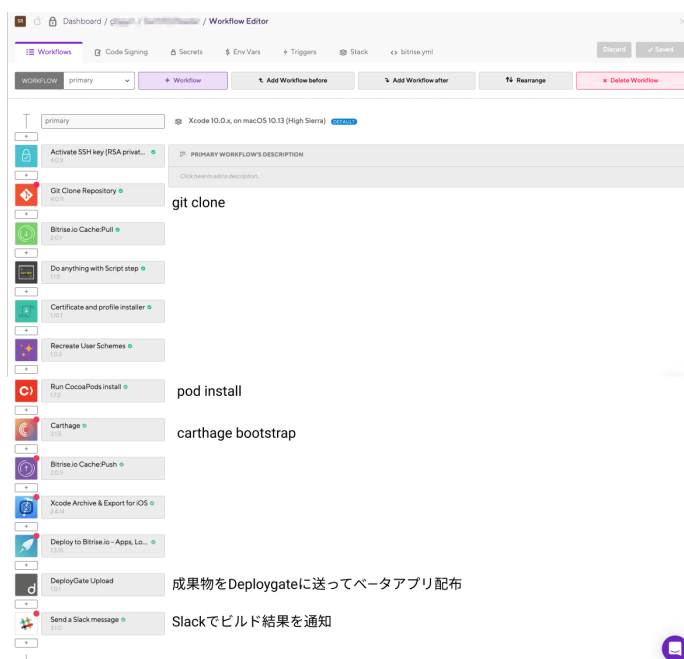 Dashboard / / Workflow Editor
Workflows Code Signing Secrets $ Env Vars Triggers Stack <> bitrise.yml Discard ✓ Saved
WORKFLOW primary + Workflow Add Workflow before Add Workflow after Rearrange × Delete Workflow
primary Xcode 10.0.x, on macOS 10.13 (High Sierra) DEFAULT
+
Activate SSH key (RSA privat...
4.0.3
PRIMARY WORKFLOW'S DESCRIPTION
Click here to add a description...
+
Git Clone Repository
4.0.11
git clone
+
Bitrise.io Cache:Pull
2.0.1
+
Do anything with Script step
1.1.5
+
Certificate and profile installer
1.10.1
+
Recreate User Schemes
1.0.2
+
Run CocoaPods install
1.7.2
pod install
+
Carthage
3.1.3
carthage bootstrap
+
Bitrise.io Cache:Push
2.0.5
+
Xcode Archive & Export for iOS
2.4.14
+
Deploy to Bitrise.io - Apps, Lo...
1.3.15
+
DeployGate Upload
1.0.1
成果物をDeploygateに送ってベータアプリ配布
+
Send a Slack message
3.1.0
Slackでビルド結果を通知
+